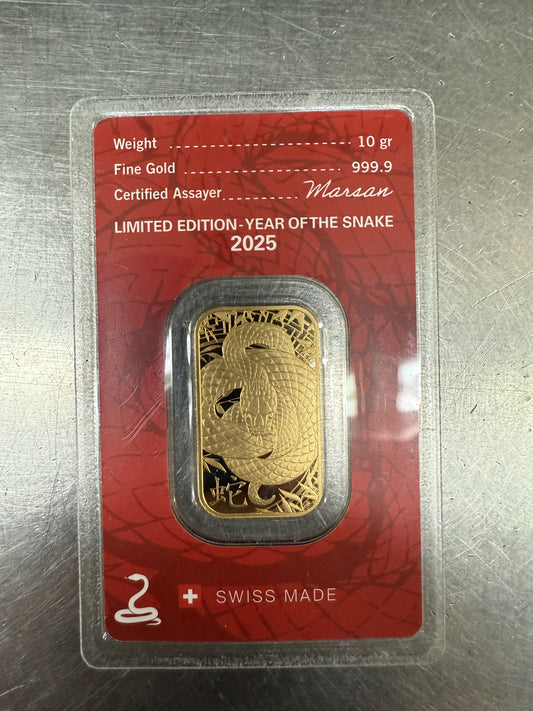 Weight ---------------------------- 10 gr
Fine Gold --------------------------- 999.9
Certified Assayer-------------- Marsan
LIMITED EDITION-YEAR OF THE SNAKE
2025
蛇
SWISS MADE